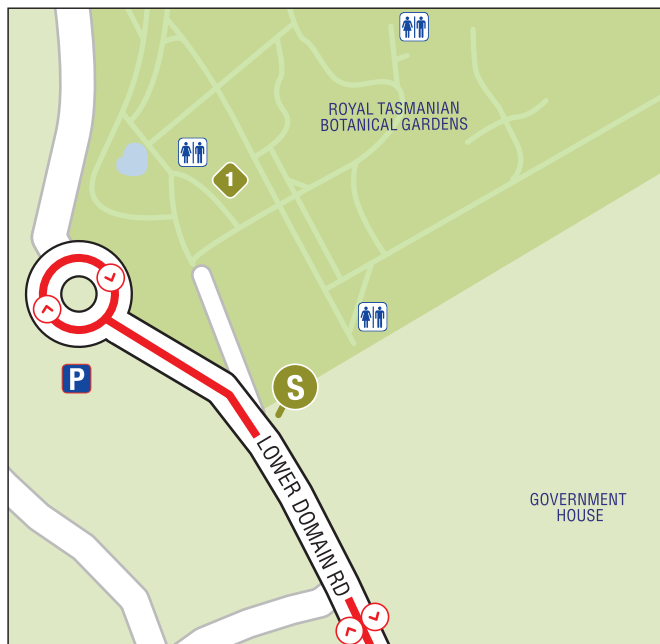 ROYAL TASMANIAN
BOTANICAL GARDENS
1
P
S
LOWER DOMAIN RD
GOVERNMENT
HOUSE